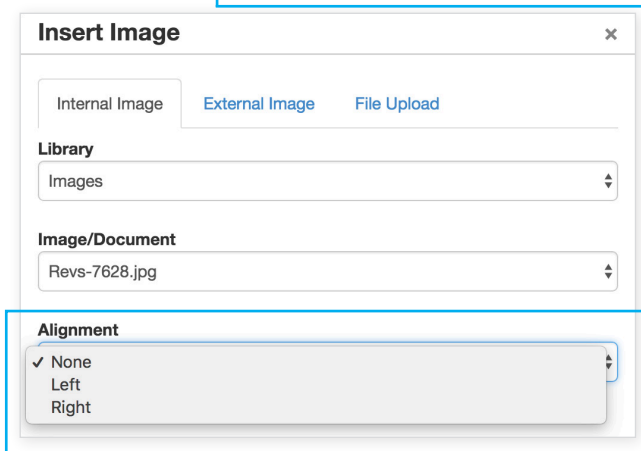 Insert Image ×
Internal Image External Image File Upload
Library
Images
Image/Document
Revs-7628.jpg
Alignment
✓ None
Left
Right